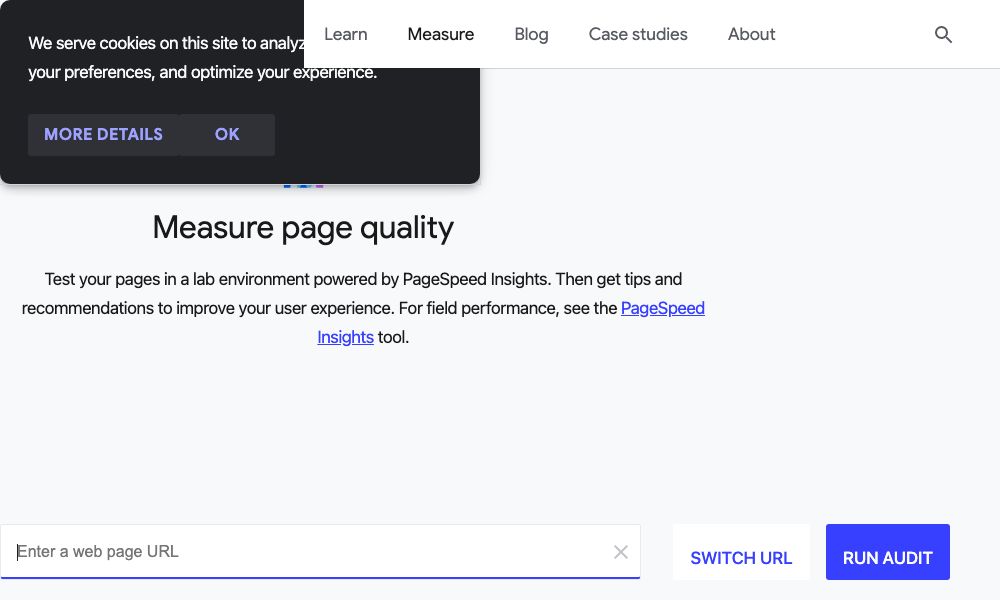 We serve cookies on this site to analyz
your preferences, and optimize your experience.
MORE DETAILS OK
Learn Measure Blog Case studies About
Measure page quality
Test your pages in a lab environment powered by PageSpeed Insights. Then get tips and
recommendations to improve your user experience. For field performance, see the PageSpeed
Insights tool.
Enter a web page URL
SWITCH URL
RUN AUDIT